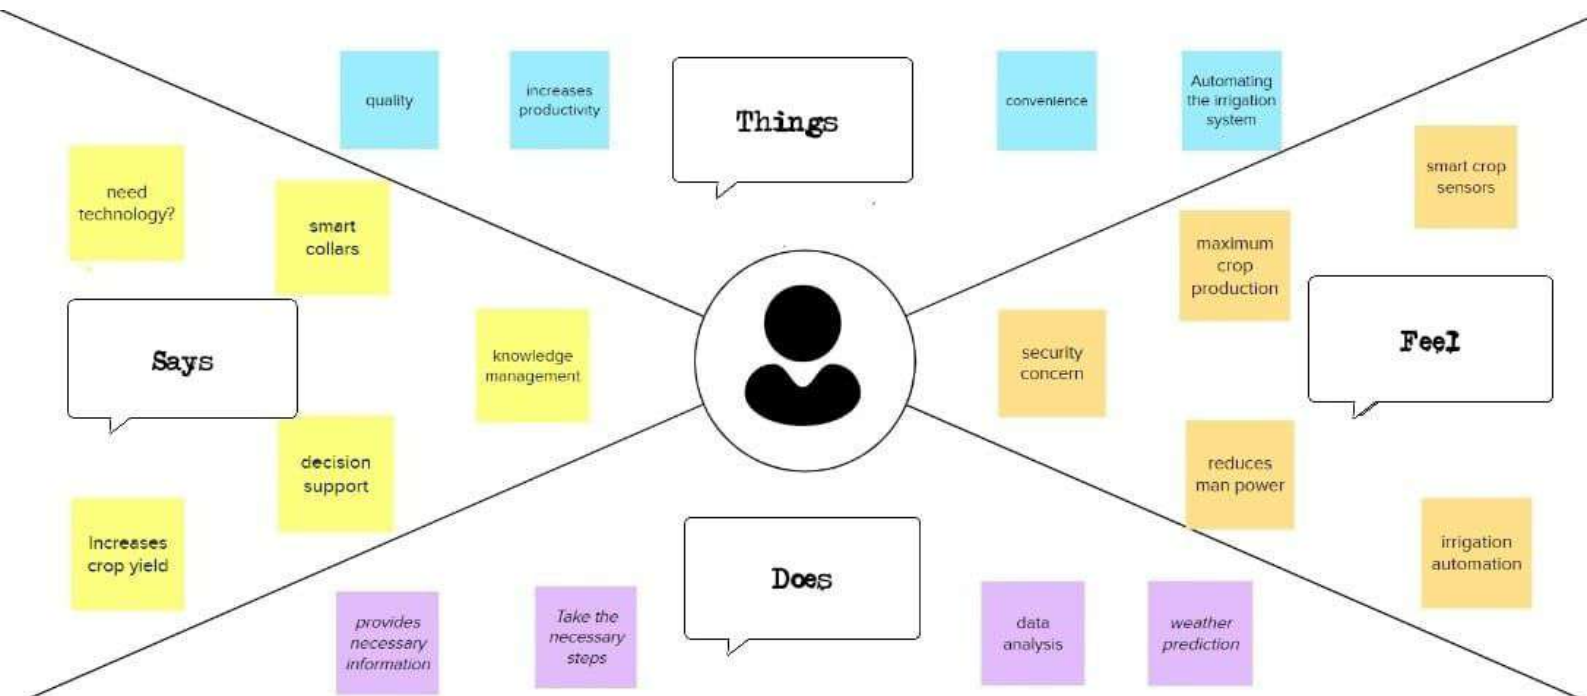 quality
increases
productivity
Things
convenience
Automating
the irrigation
system
need
technology?
smart
collars
Says
knowledge
management
decision
support
Increases
crop yield
smart crop
sensors
maximum
crop
production
Feel
security
concern
reduces
man power
irrigation
automation
Does
provides
necessary
information
Take the
necessary
steps
data
analysis
weather
prediction